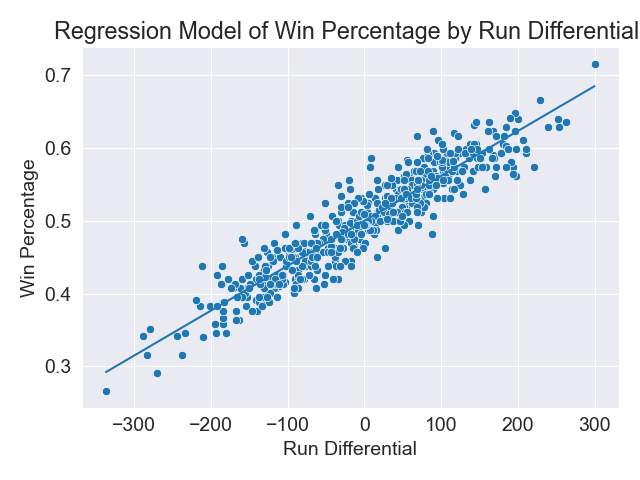 Regression Model of Win Percentage by Run Differential
0.7
0.6
0.5
0.4
0.3
Win Percentage
−300 −200 −100 0 100 200 300
Run Differential